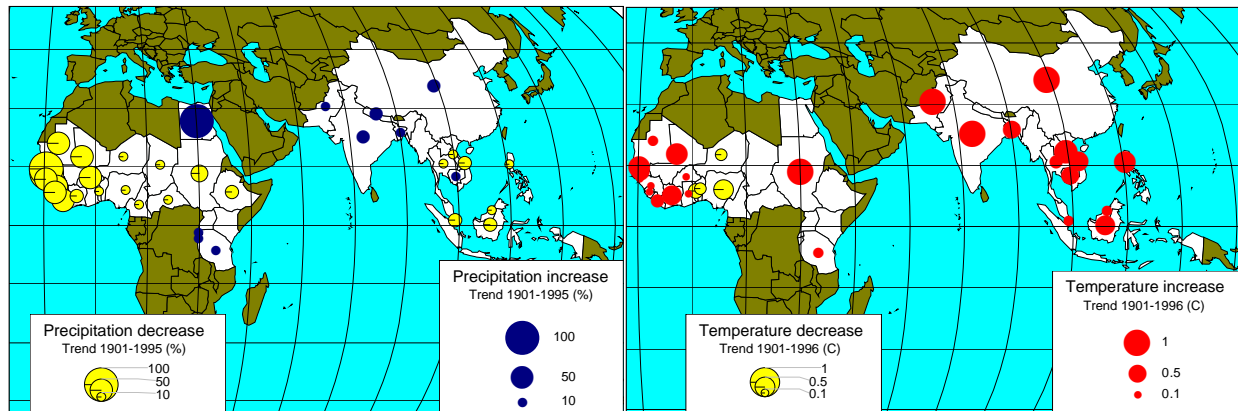 Precipitation decrease
Trend 1901-1995 (%)
100
50
10
Precipitation increase
Trend 1901-1995 (%)
100
50
10
Temperature decrease
Trend 1901-1996 (C)
1
0.5
0.1
Temperature increase
Trend 1901-1996 (C)
1
0.5
0.1